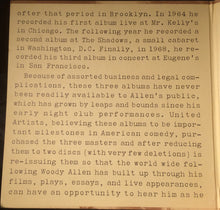 after that period in Brooklyn. In 1964 he
recorded his first album live at Mr. Kelly's
in Chicago. The following year he recorded a
second album at The Shadows, a small cabaret
in Washington, D.C. Finally, in 1968, he re-
corded his third album in concert at Eugene's
in San Francisco.
Because of assorted business and legal com-
plications, these three albums have never
been readily available to Allen's public,
which has grown by leaps and bounds since his
early night club performances. United
Artists, believing these albums to be impor-
tant milestones in American comedy, pur-
chased the three masters and after reducing
them to two discs (with very few deletions) is
re-issuing them so that the world wide fol-
lowing Woody Allen has built up through his
films, plays, essays, and live appearances,
can have an opportunity to hear him as he